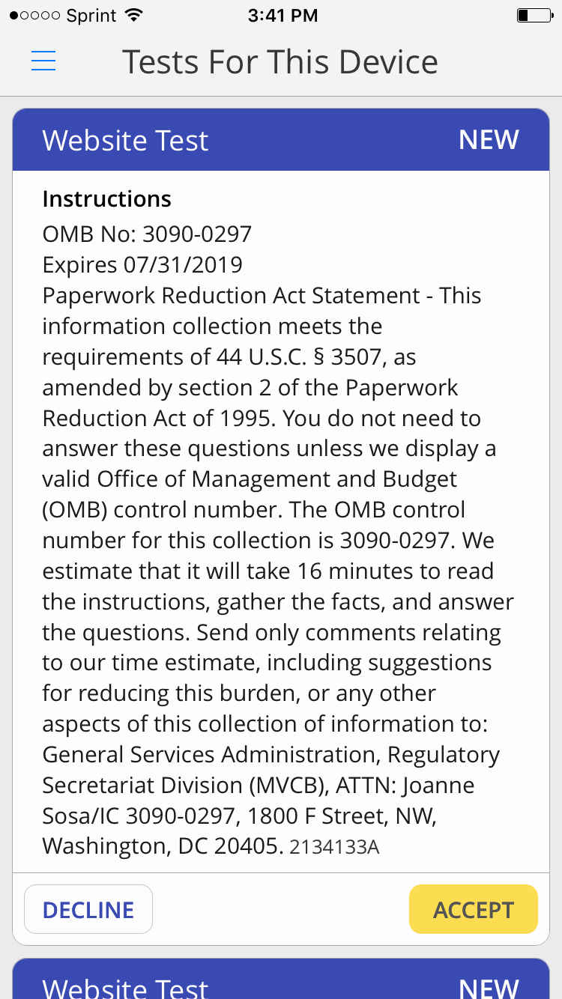 Sprint 3:41 PM
Tests For This Device
Website Test NEW
Instructions
OMB No: 3090-0297
Expires 07/31/2019
Paperwork Reduction Act Statement - This
information collection meets the
requirements of 44 U.S.C. § 3507, as
amended by section 2 of the Paperwork
Reduction Act of 1995. You do not need to
answer these questions unless we display a
valid Office of Management and Budget
(OMB) control number. The OMB control
number for this collection is 3090-0297. We
estimate that it will take 16 minutes to read
the instructions, gather the facts, and answer
the questions. Send only comments relating
to our time estimate, including suggestions
for reducing this burden, or any other
aspects of this collection of information to:
General Services Administration, Regulatory
Secretariat Division (MVCB), ATTN: Joanne
Sosa/IC 3090-0297, 1800 F Street, NW,
Washington, DC 20405. 2134133A
DECLINE ACCEPT
Website Test NEW